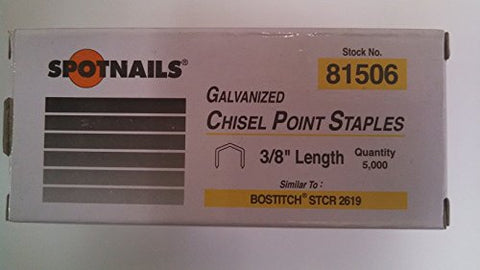 SPOTNAILS®
Stock No.
81506
GALVANIZED
CHISEL POINT STAPLES
3/8" Length
Quantity
5,000
Similar To:
BOSTITCH® STCR 2619